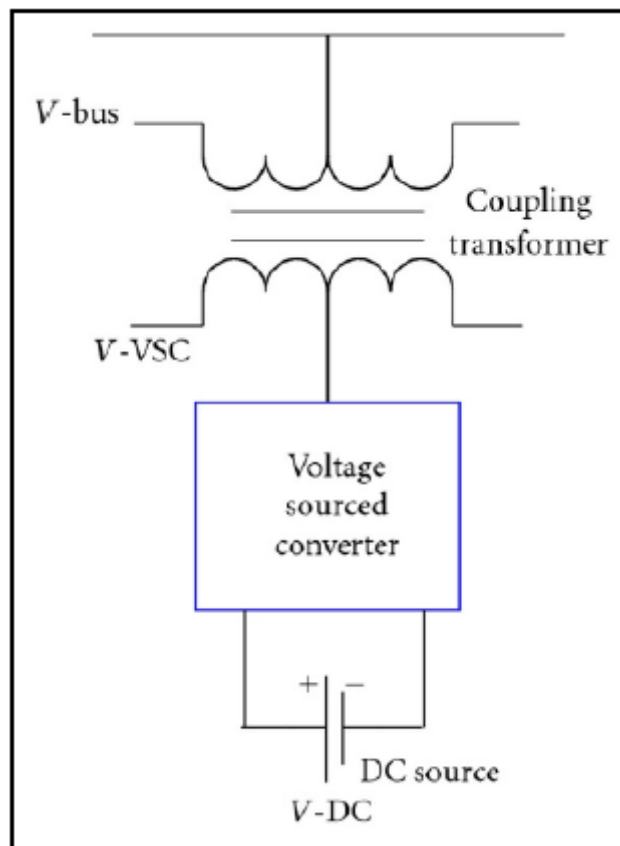 V-bus
Coupling
transformer
V-VSC
Voltage
sourced
converter
+ −
DC source
V-DC